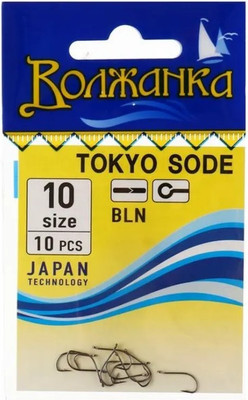 Волжанка
TOKYO SODE
10
size
10 PCS
BLN
JAPAN
TECHNOLOGY